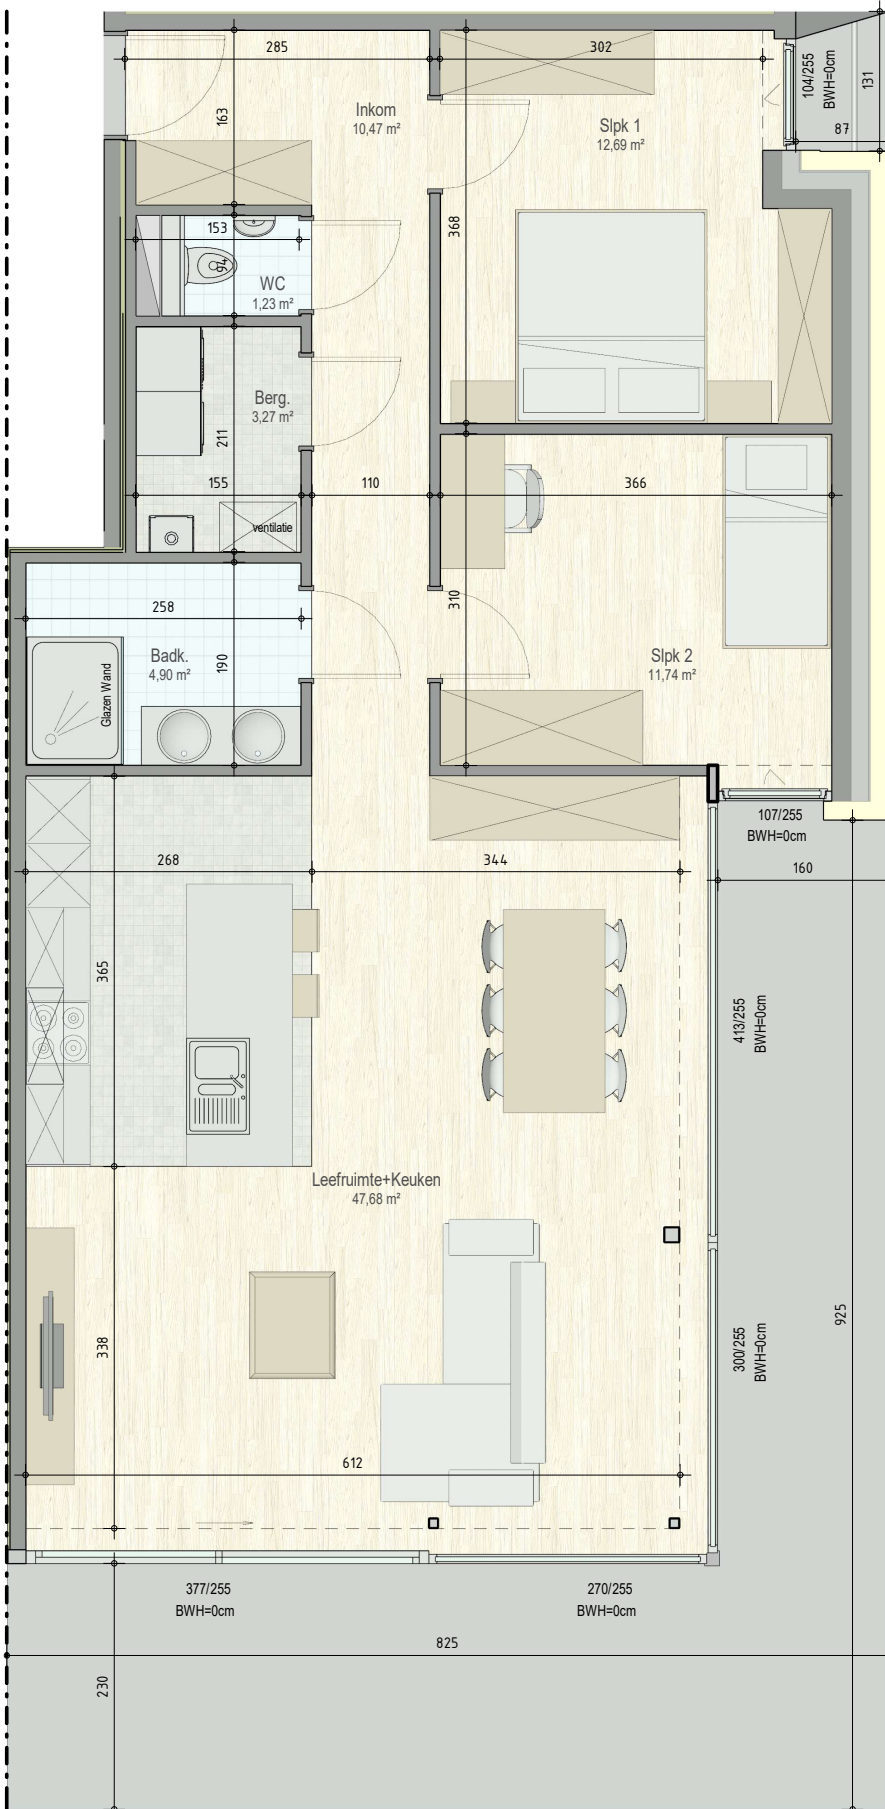 285
302
104/255
BWH=0cm
131
87
163
Inkom
10,47 m²
Slpk 1
12,69 m²
368
153
94
WC
1,23 m²
Berg.
3,27 m²
211
155
110
366
ventilatie
258
310
Badk.
4,90 m²
190
Glazen Wand
Slpk 2
11,74 m²
107/255
BWH=0cm
268
344
160
365
413/255
BWH=0cm
Leefruimte+Keuken
47,68 m²
338
300/255
BWH=0cm
925
612
377/255
BWH=0cm
270/255
BWH=0cm
825
230